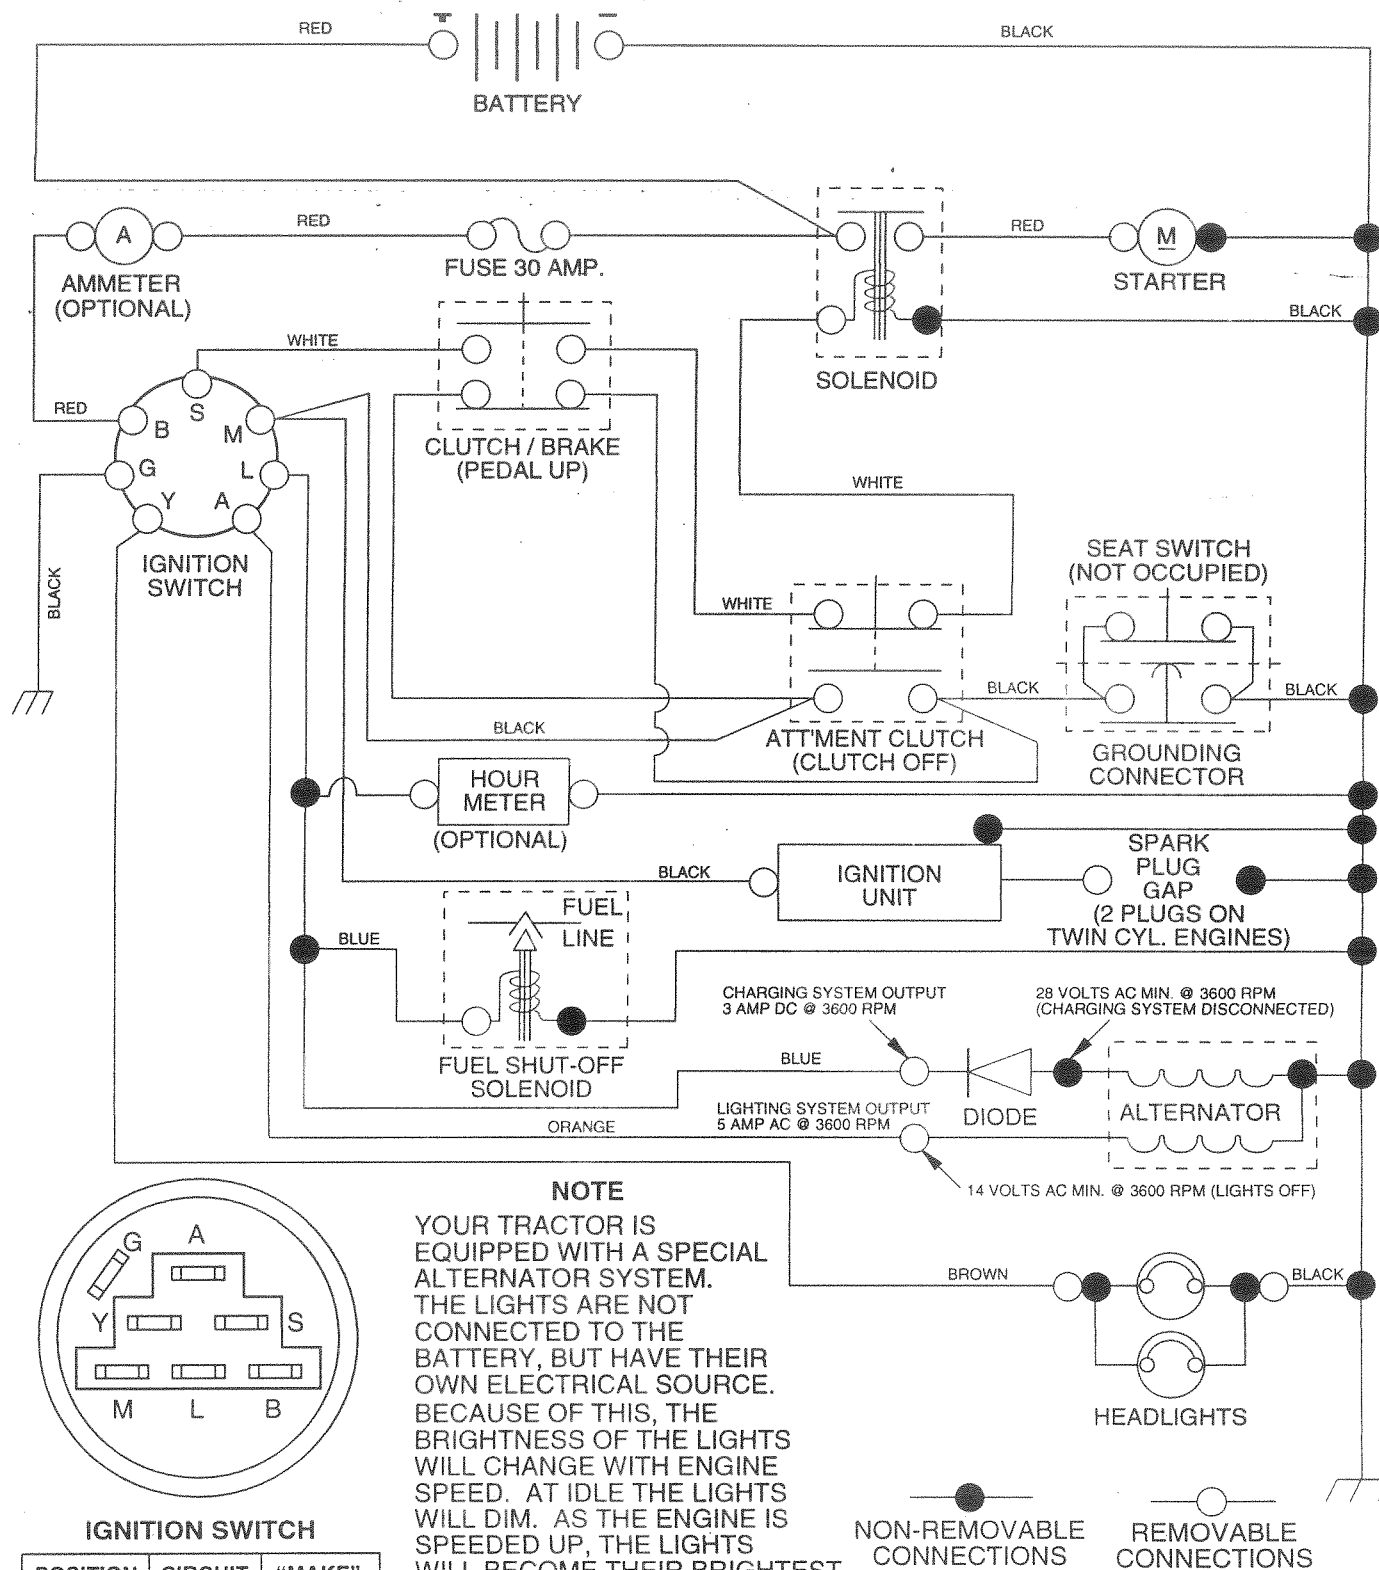 RED
+
–
BLACK
BATTERY
A
RED
AMMETER
(OPTIONAL)
FUSE 30 AMP.
RED
M
STARTER
BLACK
SOLENOID
WHITE
CLUTCH / BRAKE
(PEDAL UP)
RED
S
B
M
G
L
Y
A
IGNITION
SWITCH
BLACK
WHITE
SEAT SWITCH
(NOT OCCUPIED)
WHITE
BLACK
BLACK
BLACK
ATT'MENT CLUTCH
(CLUTCH OFF)
GROUNDING
CONNECTOR
HOUR
METER
(OPTIONAL)
BLACK
IGNITION
UNIT
SPARK
PLUG
GAP
(2 PLUGS ON
TWIN CYL. ENGINES)
FUEL
LINE
BLUE
FUEL SHUT-OFF
SOLENOID
CHARGING SYSTEM OUTPUT
3 AMP DC @ 3600 RPM
28 VOLTS AC MIN. @ 3600 RPM
(CHARGING SYSTEM DISCONNECTED)
BLUE
DIODE
ALTERNATOR
LIGHTING SYSTEM OUTPUT
5 AMP AC @ 3600 RPM
ORANGE
14 VOLTS AC MIN. @ 3600 RPM (LIGHTS OFF)
NOTE
YOUR TRACTOR IS
EQUIPPED WITH A SPECIAL
ALTERNATOR SYSTEM.
THE LIGHTS ARE NOT
CONNECTED TO THE
BATTERY, BUT HAVE THEIR
OWN ELECTRICAL SOURCE.
BECAUSE OF THIS, THE
BRIGHTNESS OF THE LIGHTS
WILL CHANGE WITH ENGINE
SPEED. AT IDLE THE LIGHTS
WILL DIM. AS THE ENGINE IS
SPEEDED UP, THE LIGHTS
WILL BECOME THEIR BRIGHTEST
BROWN
BLACK
HEADLIGHTS
G
A
Y
S
M
L
B
IGNITION SWITCH
POSITION CIRCUIT "MAKE"
NON-REMOVABLE
CONNECTIONS
REMOVABLE
CONNECTIONS